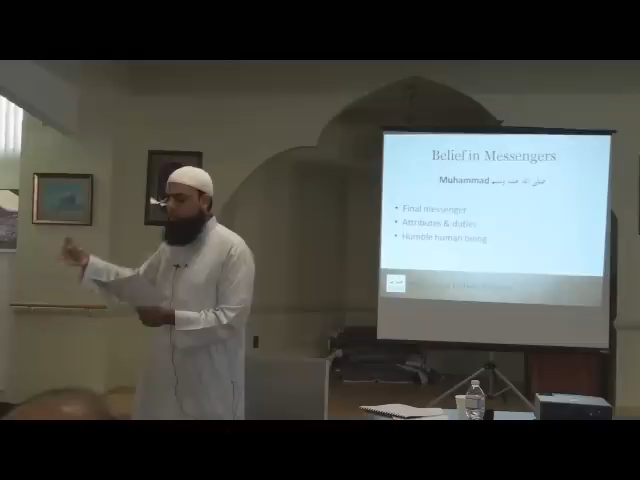 Belief in Messengers
Muhammad صلى الله عليه وسلم
• Final messenger
• Attributes & duties
• Humble human being